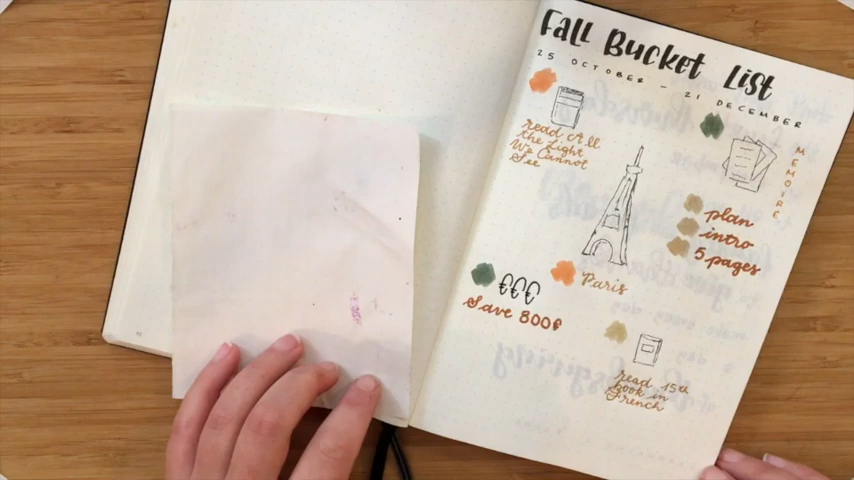 Fall Bucket List
25 OCTOBER - 21 DECEMBER
Read All
the Light
We Cannot
See
MEMOIRE
plan
intro
5 pages
Paris
€€€
Save 800€
read 15th
book in
French